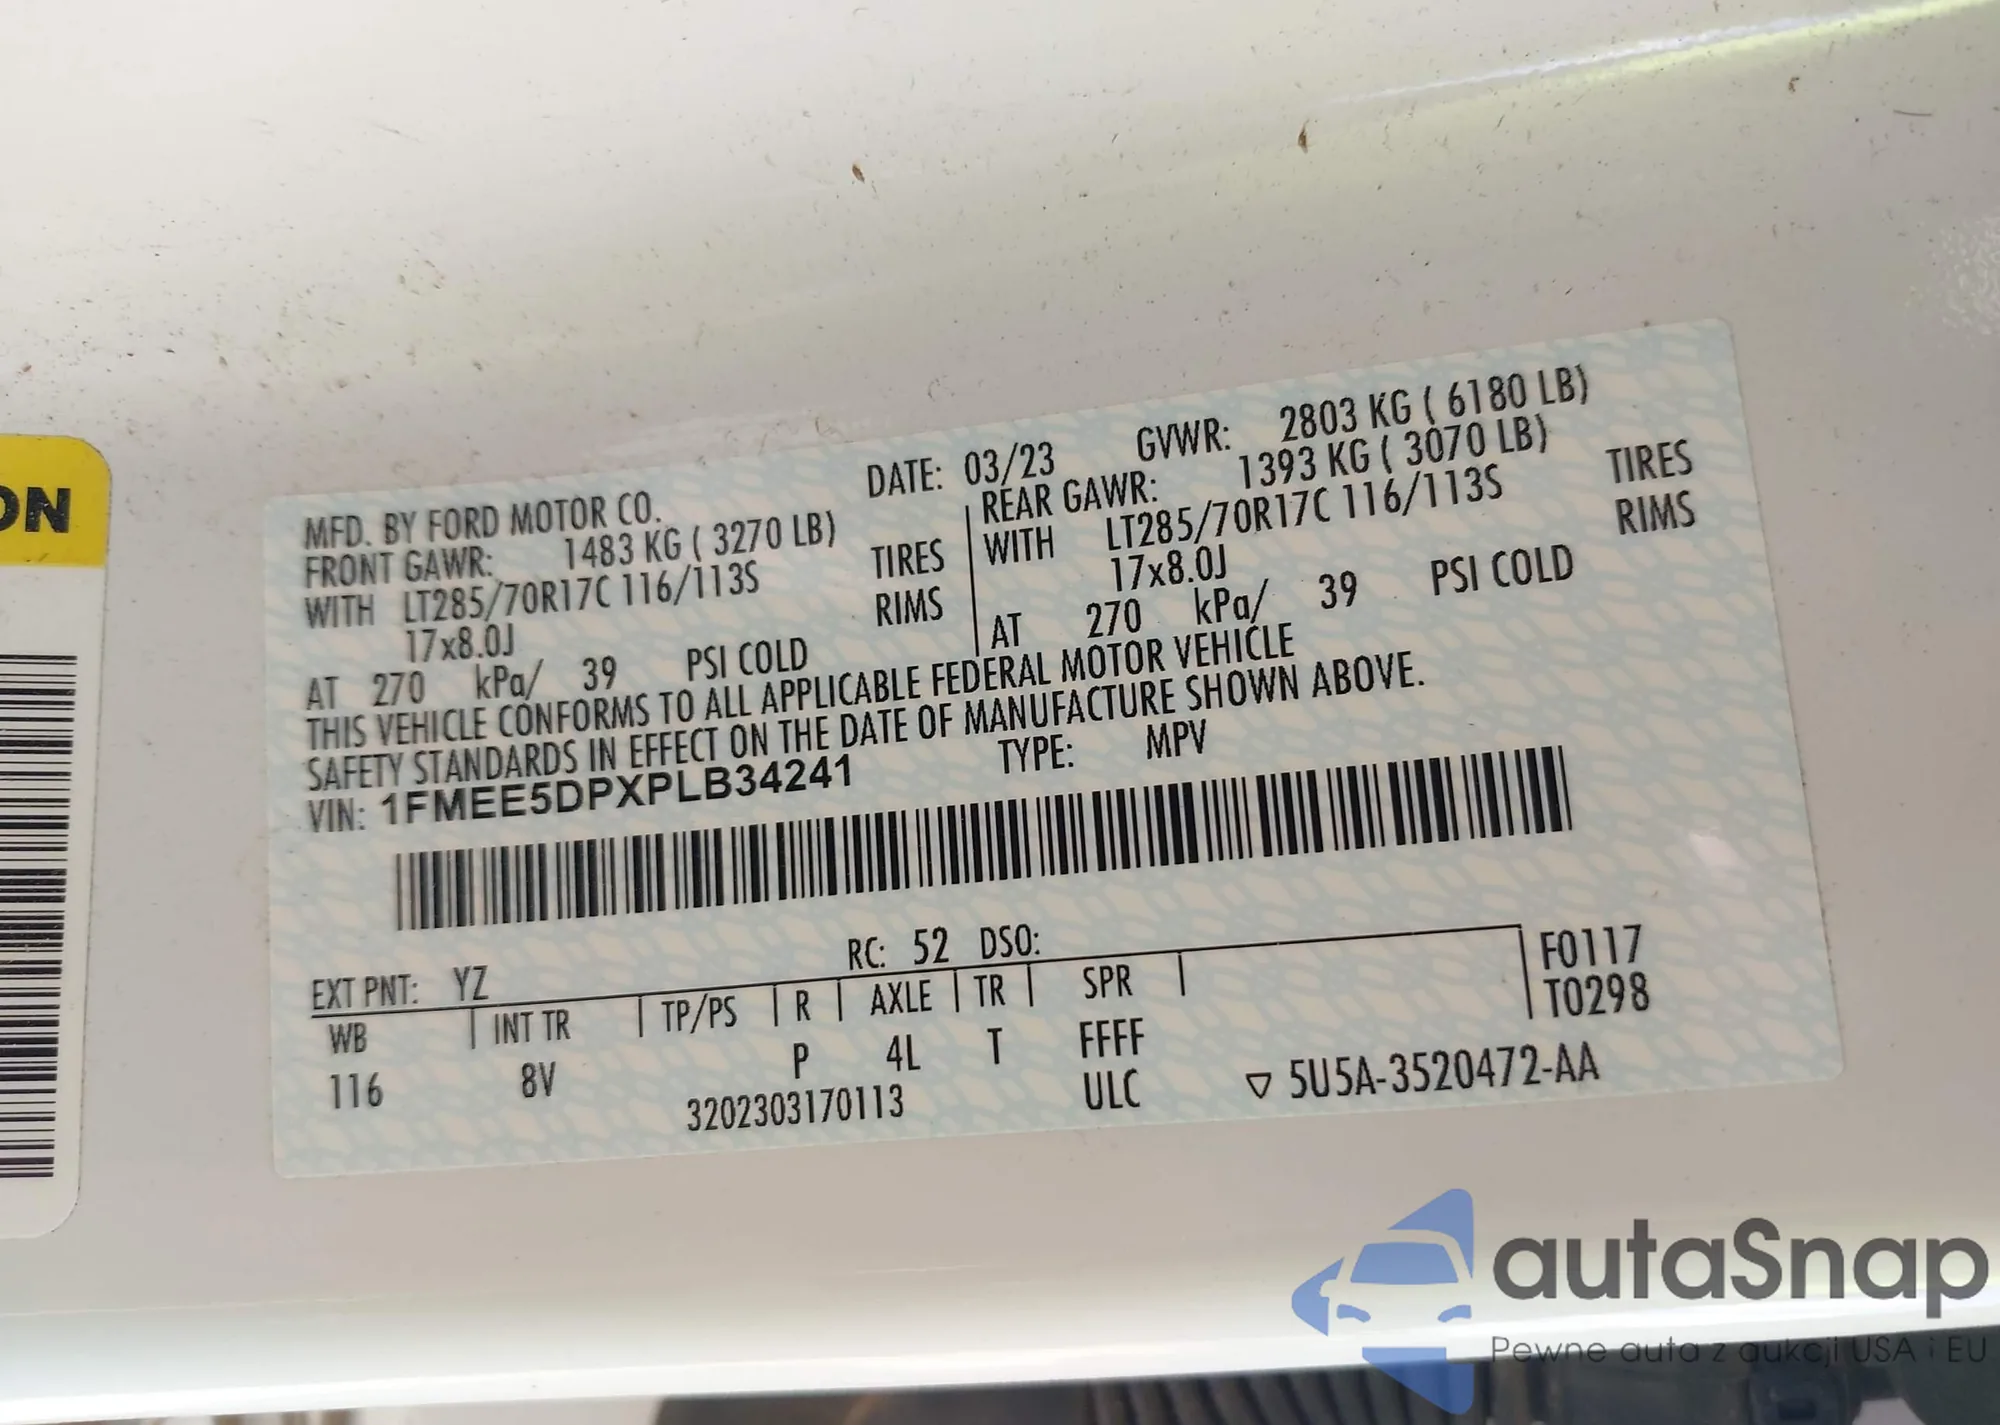 ON
DATE: 03/23 GVWR: 2803 KG ( 6180 LB)
MFD. BY FORD MOTOR CO.
FRONT GAWR: 1483 KG ( 3270 LB)
WITH LT285/70R17C 116/113S TIRES
17x8.0J RIMS
AT 270 kPa/ 39 PSI COLD
REAR GAWR: 1393 KG ( 3070 LB)
WITH LT285/70R17C 116/113S TIRES
17x8.0J RIMS
AT 270 kPa/ 39 PSI COLD
THIS VEHICLE CONFORMS TO ALL APPLICABLE FEDERAL MOTOR VEHICLE
SAFETY STANDARDS IN EFFECT ON THE DATE OF MANUFACTURE SHOWN ABOVE.
VIN: 1FMEE5DPXPLB34241 TYPE: MPV
EXT PNT: YZ RC: 52 DSO:
WB INT TR TP/PS R AXLE TR SPR F0117
T0298
116 8V P 4L T FFFF
3202303170113 ULC ▽ 5U5A-3520472-AA
autaSnap
Pewne auta z aukcji USA i EU